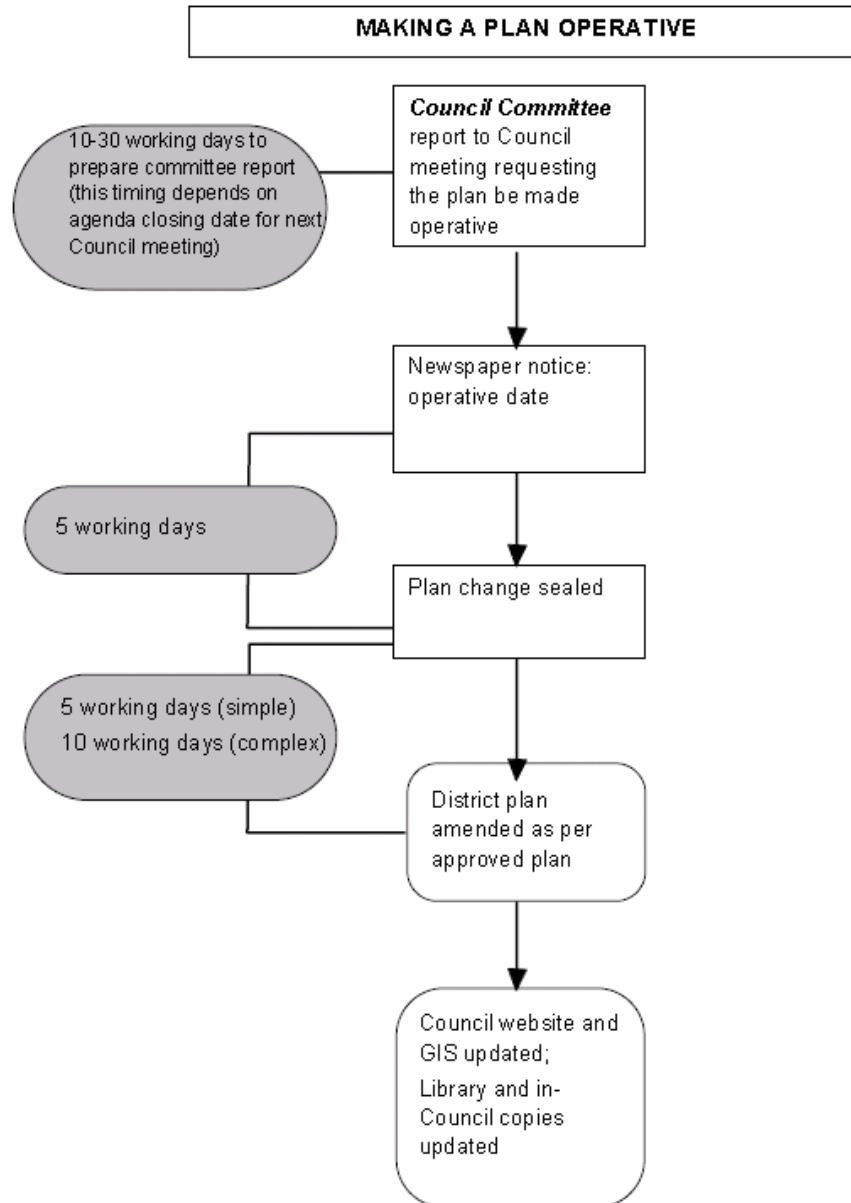 MAKING A PLAN OPERATIVE
10-30 working days to
prepare committee report
(this timing depends on
agenda closing date for next
Council meeting)
Council Committee
report to Council
meeting requesting
the plan be made
operative
Newspaper notice:
operative date
5 working days
Plan change sealed
5 working days (simple)
10 working days (complex)
District plan
amended as per
approved plan
Council website and
GIS updated;
Library and in-
Council copies
updated